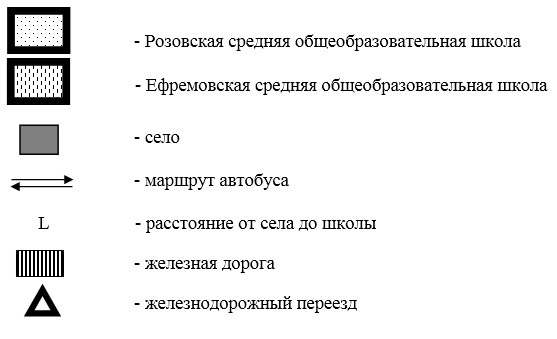 - Розовская средняя общеобразовательная школа
- Ефремовская средняя общеобразовательная школа
- село
- маршрут автобуса
L - расстояние от села до школы
- железная дорога
- железнодорожный переезд